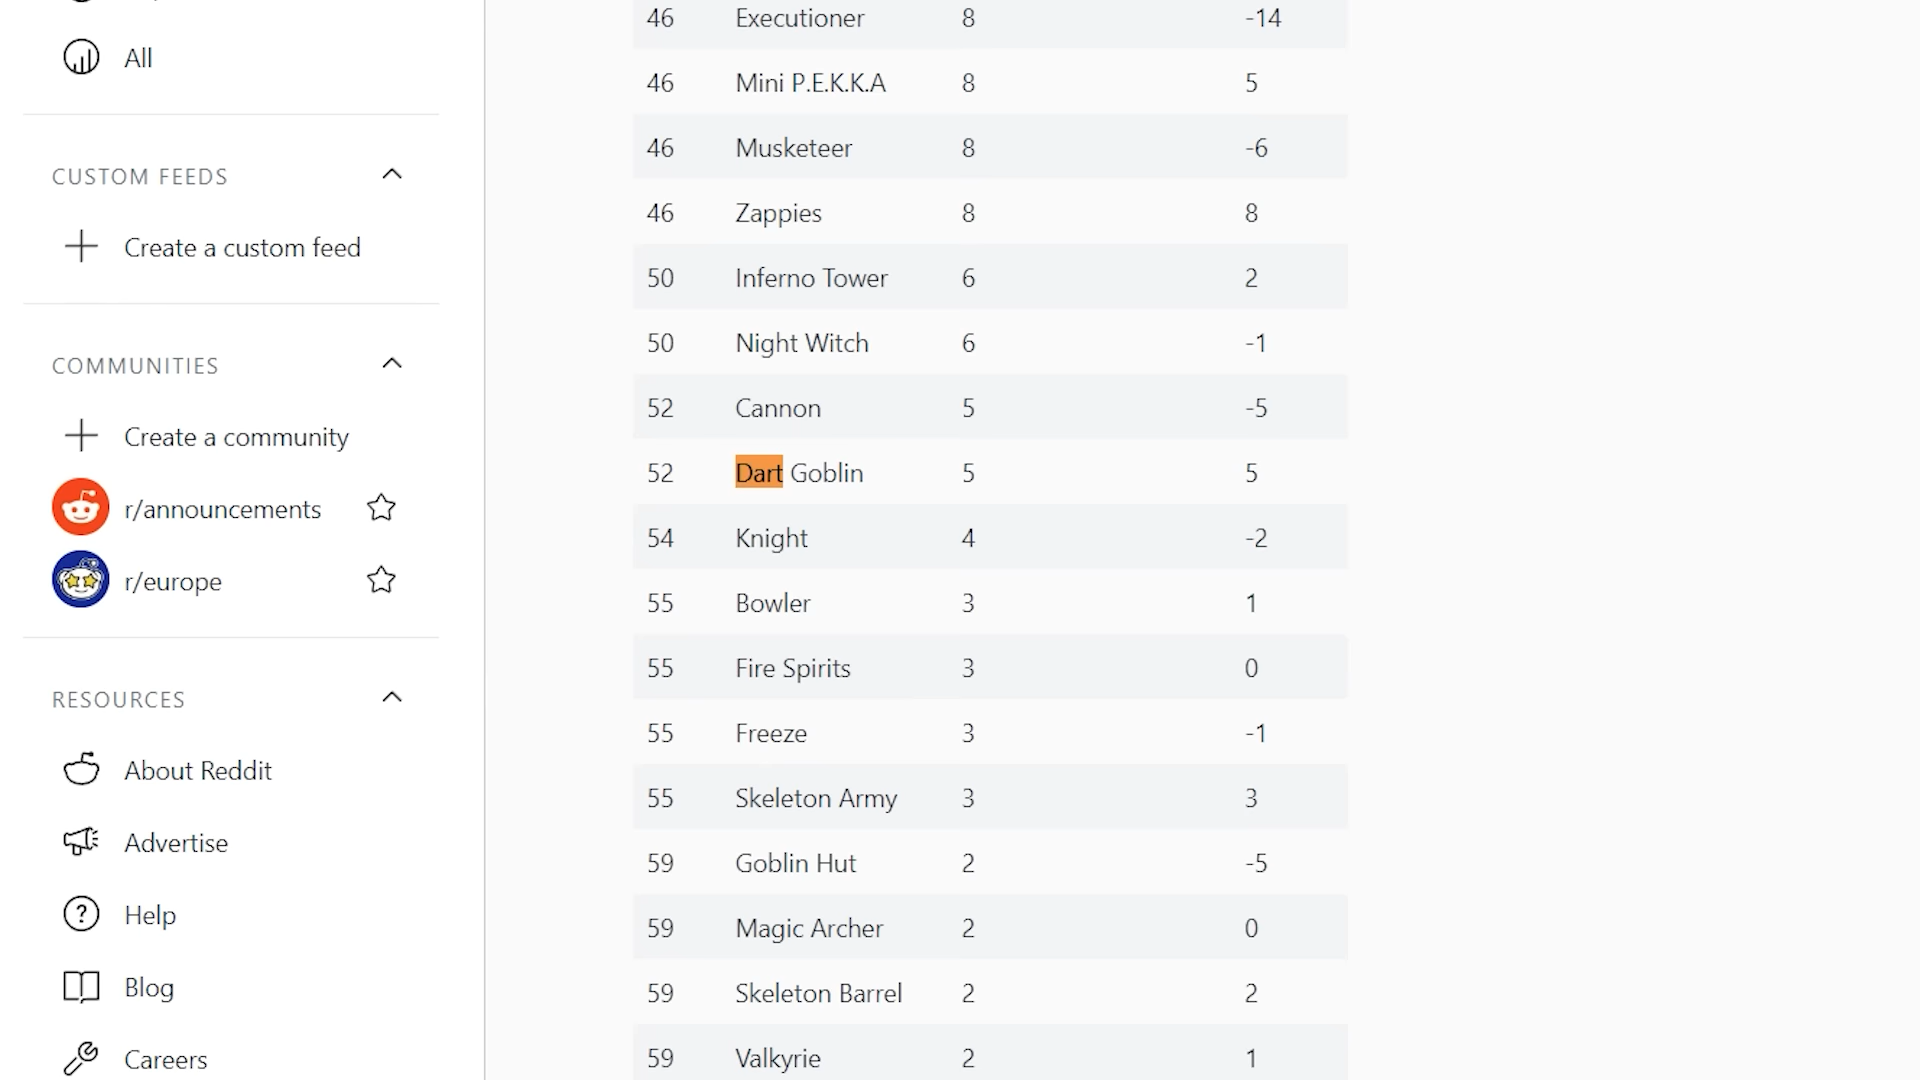 All
CUSTOM FEEDS
Create a custom feed
COMMUNITIES
Create a community
r/announcements
r/europe
RESOURCES
About Reddit
Advertise
Help
Blog
Careers
46 Executioner 8 -14
46 Mini P.E.K.K.A 8 5
46 Musketeer 8 -6
46 Zappies 8 8
50 Inferno Tower 6 2
50 Night Witch 6 -1
52 Cannon 5 -5
52 Dart Goblin 5 5
54 Knight 4 -2
55 Bowler 3 1
55 Fire Spirits 3 0
55 Freeze 3 -1
55 Skeleton Army 3 3
59 Goblin Hut 2 -5
59 Magic Archer 2 0
59 Skeleton Barrel 2 2
59 Valkyrie 2 1